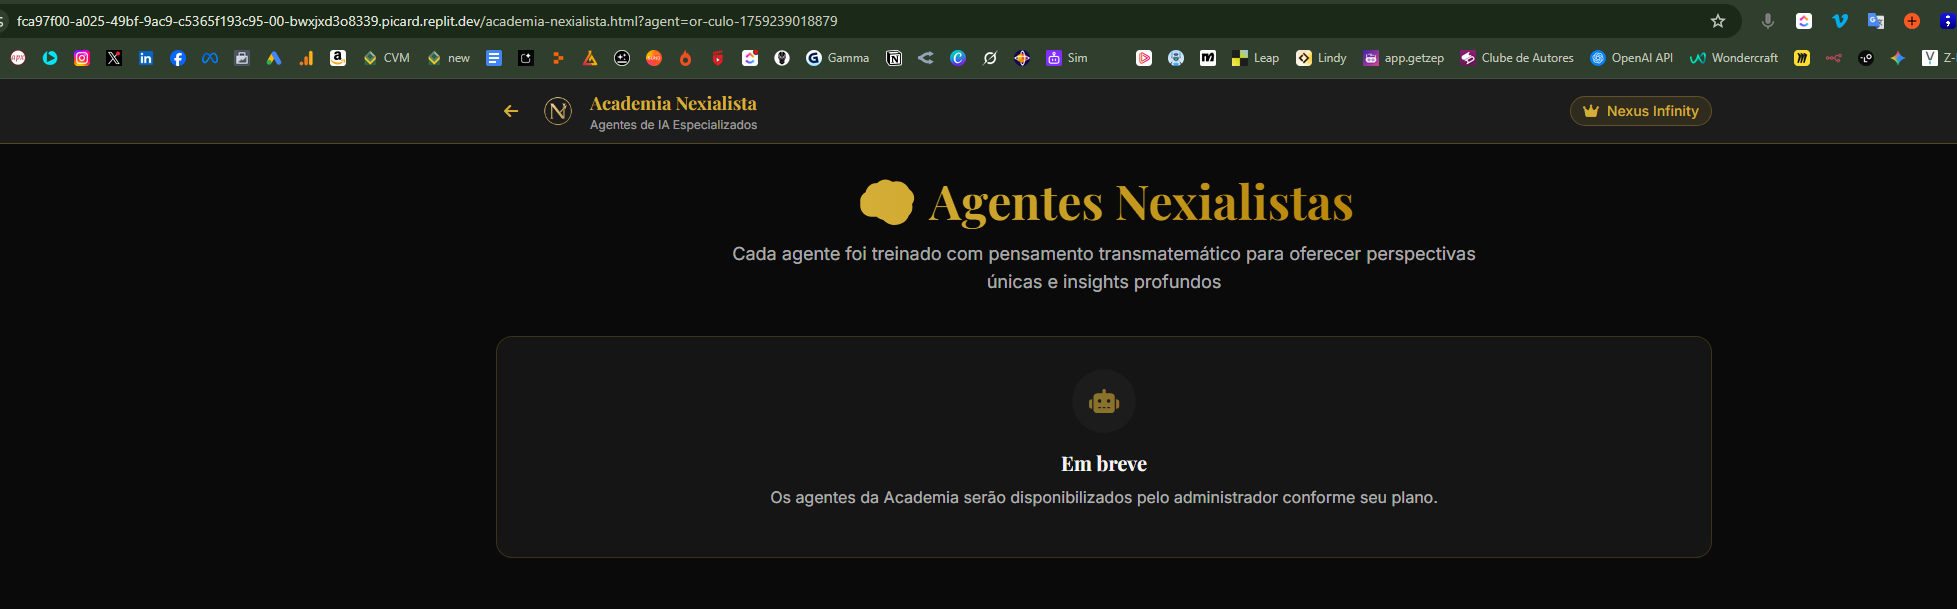 fca97f00-a025-49bf-9ac9-c5365f193c95-00-bwxjxd3o8339.picard.replit.dev/academia-nexialista.html?agent=or-culo-1759239018879
CVM new Gamma Sim Leap Lindy app.getzep Clube de Autores OpenAI API Wondercraft
Academia Nexialista
Agentes de IA Especializados
Nexus Infinity
Agentes Nexialistas
Cada agente foi treinado com pensamento transmatemático para oferecer perspectivas
únicas e insights profundos
Em breve
Os agentes da Academia serão disponibilizados pelo administrador conforme seu plano.